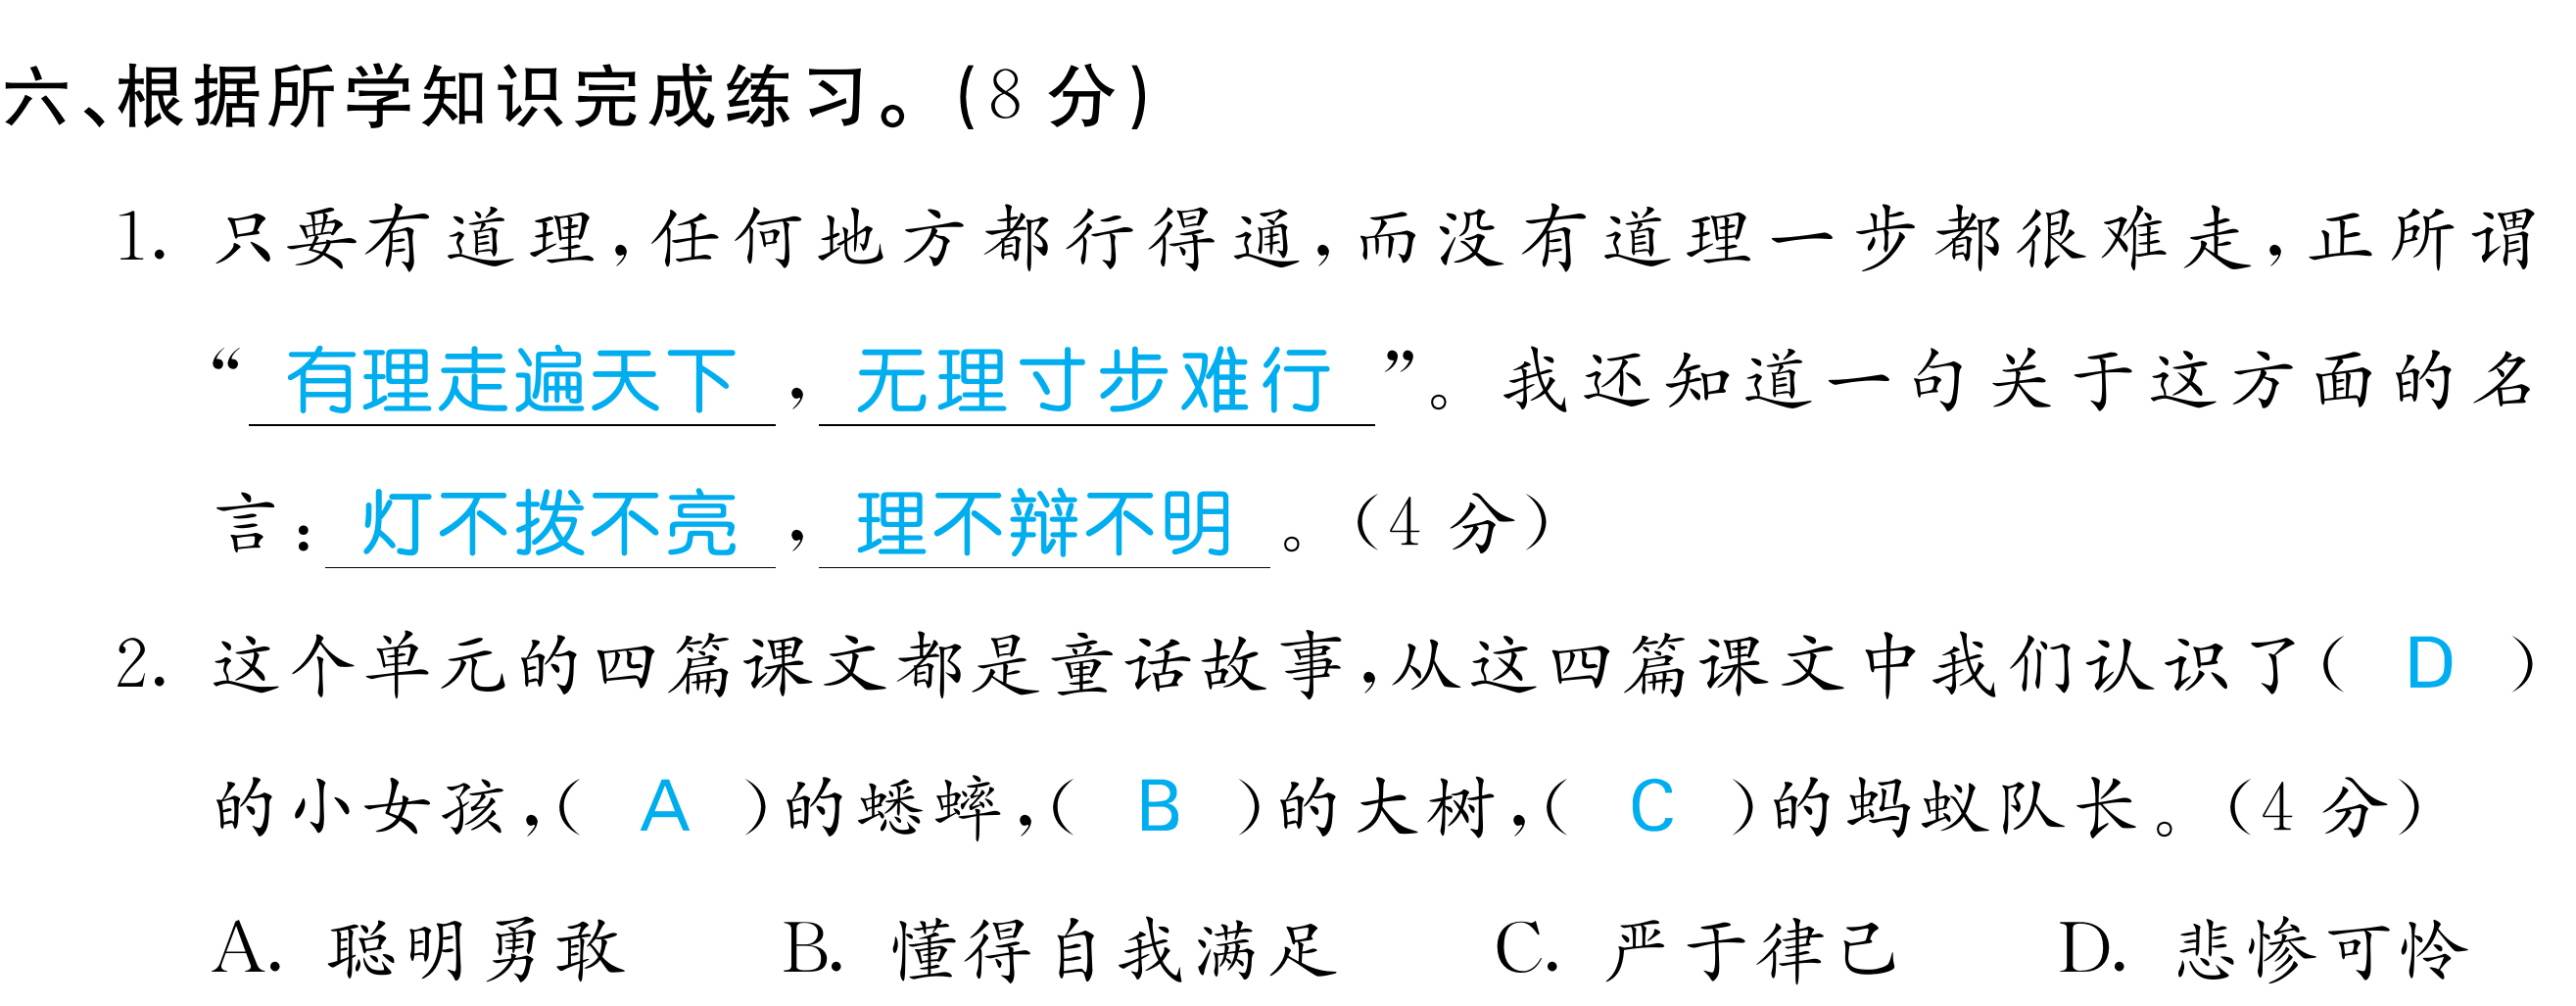 六、根据所学知识完成练习。(8 分)
1. 只要有道理,任何地方都行得通,而没有道理一步都很难走,正所谓
“ 有理走遍天下 , 无理寸步难行 ”。我还知道一句关于这方面的名
言: 灯不拨不亮 , 理不辩不明 。(4 分)
2. 这个单元的四篇课文都是童话故事,从这四篇课文中我们认识了( D )
的小女孩,( A )的蟋蟀,( B )的大树,( C )的蚂蚁队长。(4 分)
A. 聪明勇敢 B. 懂得自我满足 C. 严于律己 D. 悲惨可怜